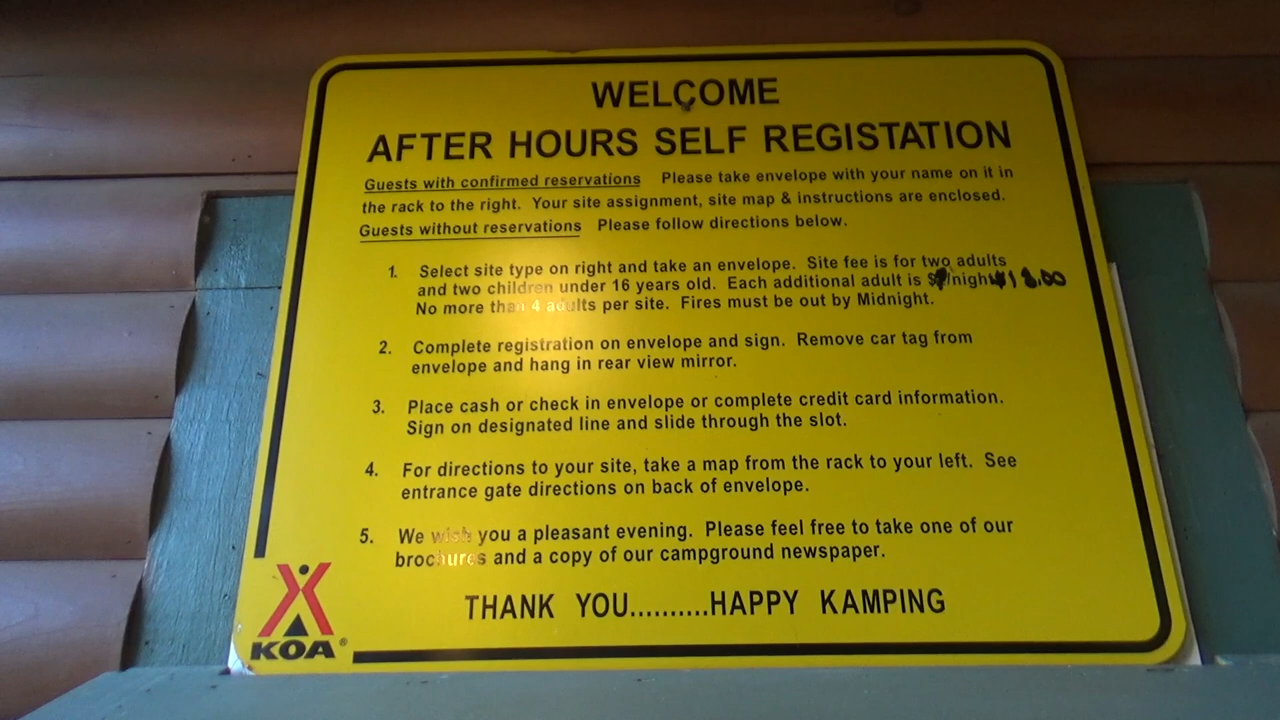 WELCOME
AFTER HOURS SELF REGISTATION
Guests with confirmed reservations Please take envelope with your name on it in
the rack to the right. Your site assignment, site map & instructions are enclosed.
Guests without reservations Please follow directions below.
1. Select site type on right and take an envelope. Site fee is for two adults
and two children under 16 years old. Each additional adult is /night
No more than 4 adults per site. Fires must be out by Midnight.
2. Complete registration on envelope and sign. Remove car tag from
envelope and hang in rear view mirror.
3. Place cash or check in envelope or complete credit card information.
Sign on designated line and slide through the slot.
4. For directions to your site, take a map from the rack to your left. See
entrance gate directions on back of envelope.
5. We wish you a pleasant evening. Please feel free to take one of our
brochures and a copy of our campground newspaper.
THANK YOU..........HAPPY KAMPING
KOA®